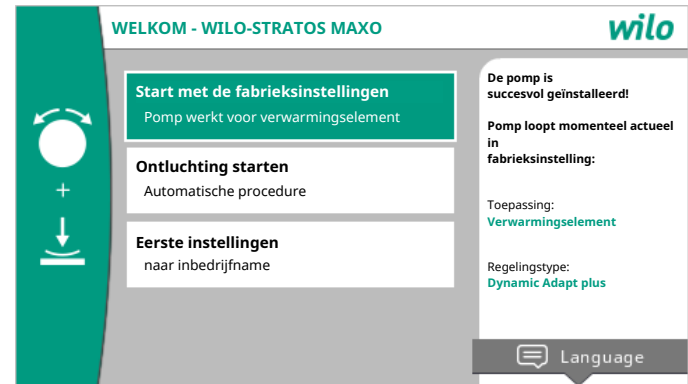 WELKOM - WILO-STRATOS MAXO
wilo
Start met de fabrieksinstellingen
Pomp werkt voor verwarmingselement
Ontluchting starten
Automatische procedure
Eerste instellingen
naar inbedrijfname
De pomp is
succesvol geïnstalleerd!
Pomp loopt momenteel actueel
in
fabrieksinstelling:
Toepassing:
Verwarmingselement
Regelingstype:
Dynamic Adapt plus
Language